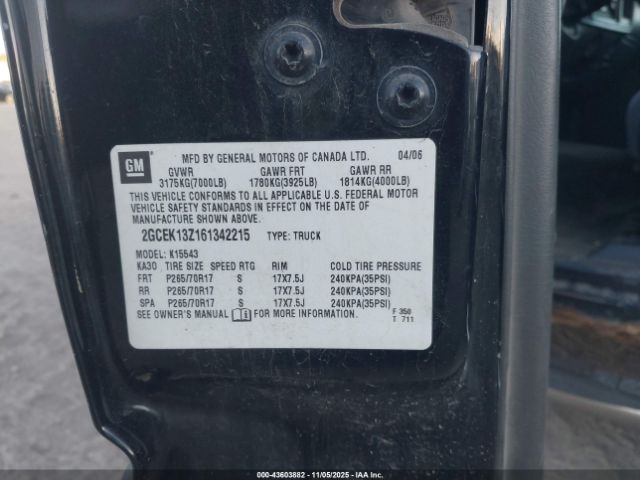 GM
MFD BY GENERAL MOTORS OF CANADA LTD. 04/06
GVWR GAWR FRT GAWR RR
3175KG(7000LB) 1780KG(3925LB) 1814KG(4000LB)
THIS VEHICLE CONFORMS TO ALL APPLICABLE U.S. FEDERAL MOTOR
VEHICLE SAFETY STANDARDS IN EFFECT ON THE DATE OF
MANUFACTURE SHOWN ABOVE.
2GCEK13Z161342215 TYPE: TRUCK
MODEL: K15543
KA30 TIRE SIZE SPEED RTG RIM COLD TIRE PRESSURE
FRT P265/70R17 S 17X7.5J 240KPA(35PSI)
RR P265/70R17 S 17X7.5J 240KPA(35PSI)
SPA P265/70R17 S 17X7.5J 240KPA(35PSI)
SEE OWNER'S MANUAL FOR MORE INFORMATION. F 350
T 711
000-43603882 - 11/05/2025 - IAAI.COM